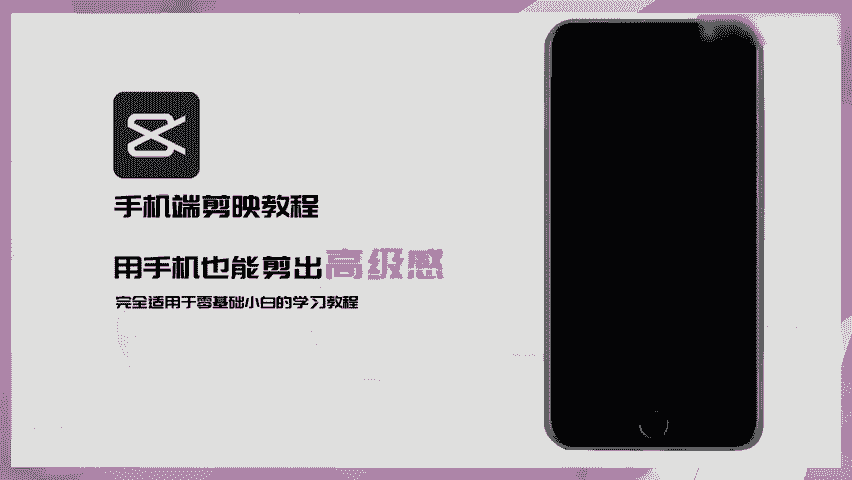 手机端剪映教程
用手机也能剪出高级感
完全适用于零基础小白的学习教程